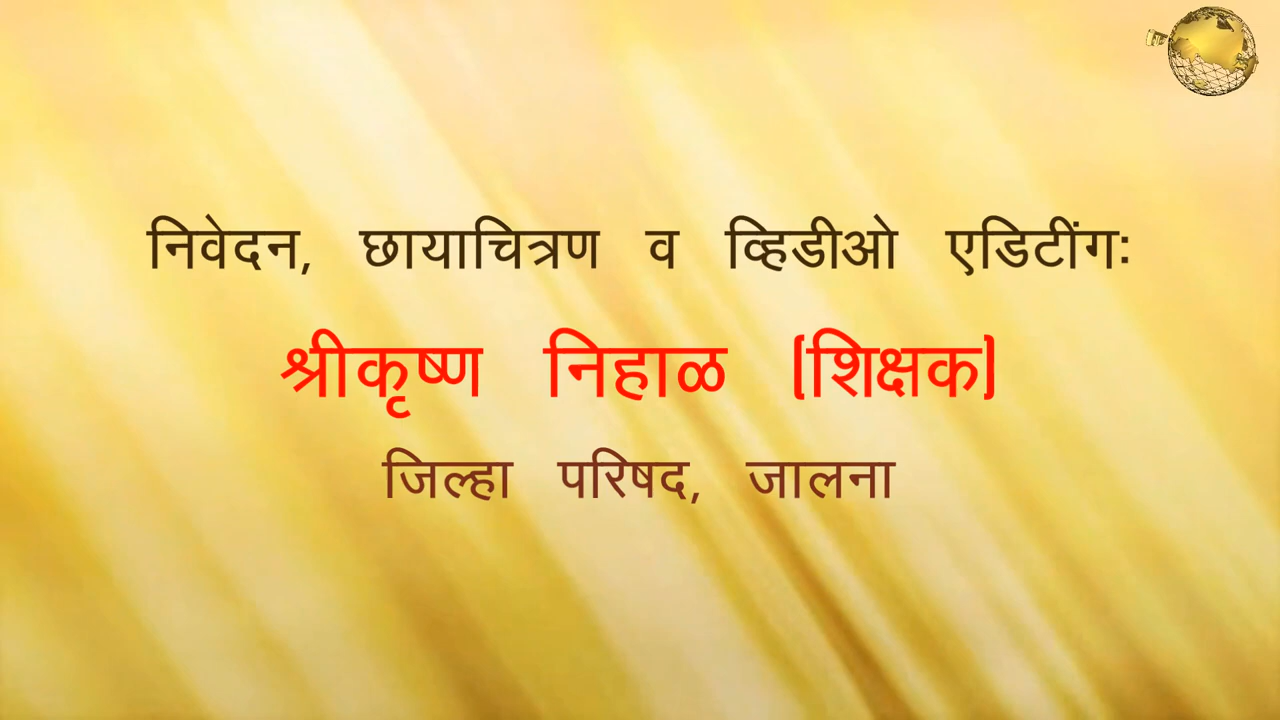 निवेदन, छायाचित्रण व व्हिडीओ एडिटींगः
श्रीकृष्ण निहाळ (शिक्षक)
जिल्हा परिषद, जालना